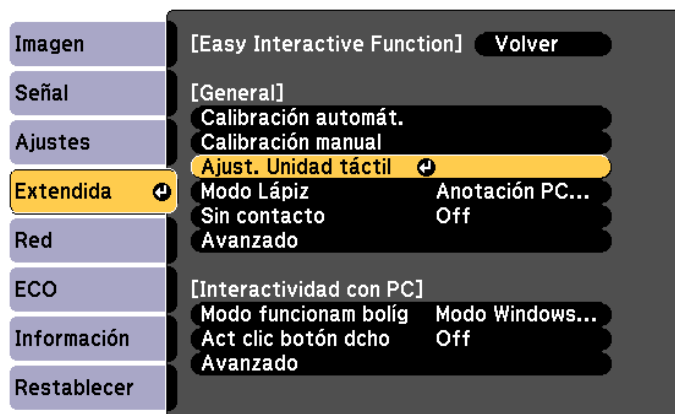 Imagen
Señal
Ajustes
Extendida
Red
ECO
Información
Restablecer
[Easy Interactive Function] Volver
[General]
Calibración automát.
Calibración manual
Ajust. Unidad táctil
Modo Lápiz Anotación PC...
Sin contacto Off
Avanzado
[Interactividad con PC]
Modo funcionam bolíg Modo Windows...
Act clic botón dcho Off
Avanzado